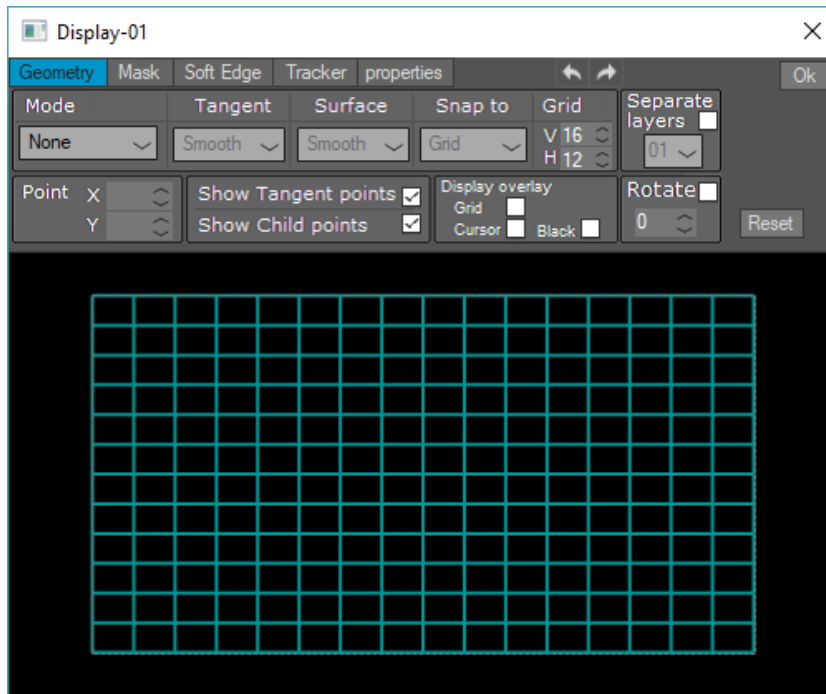 Display-01
Geometry Mask Soft Edge Tracker properties Ok
Mode Tangent Surface Snap to Grid Separate layers
None Smooth Smooth Grid V 16 H 12 01
Point X Y Show Tangent points Display overlay Rotate
Show Child points Grid Cursor Black 0 Reset